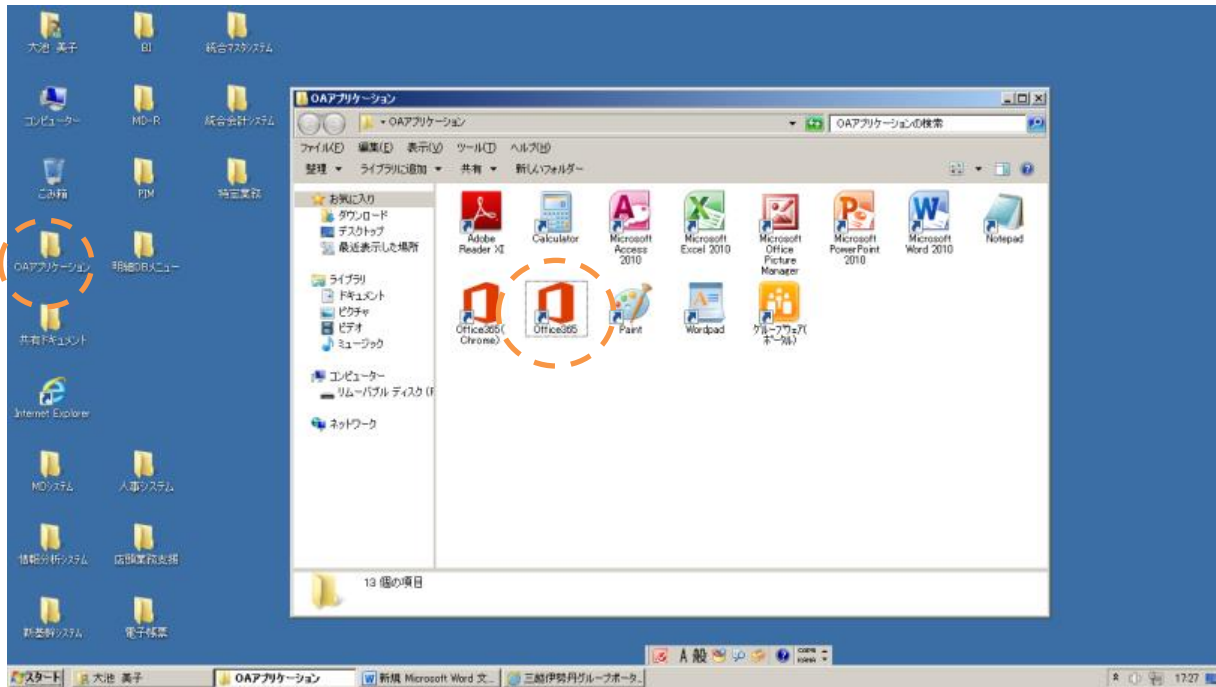 大池 美子
BI
統合マスタシステム
コンピューター
MD-R
統合会計システム
ごみ箱
PIM
特定業務
OAアプリケーション
明細DBメニュー
共有ドキュメント
Internet Explorer
MDシステム
人事システム
情報分析システム
店頭業務支援
新基幹システム
電子帳票
OAアプリケーション
OAアプリケーション
OAアプリケーションの検索
ファイル(F) 編集(E) 表示(V) ツール(T) ヘルプ(H)
整理 ライブラリに追加 共有 新しいフォルダー
お気に入り
ダウンロード
デスクトップ
最近表示した場所
ライブラリ
ドキュメント
ピクチャ
ビデオ
ミュージック
コンピューター
リムーバブル ディスク (F
ネットワーク
Adobe
Reader XI
Calculator
Microsoft
Access
2010
Microsoft
Excel 2010
Microsoft
Office
Picture
Manager
Microsoft
PowerPoint
2010
Microsoft
Word 2010
Notepad
Office365(
Chrome)
Office365
Paint
Wordpad
グループウェア(
ポータル)
13 個の項目
A 般
CAPS
KANA
スタート
大池 美子
OAアプリケーション
新規 Microsoft Word 文...
三越伊勢丹グループポータ...
17:27